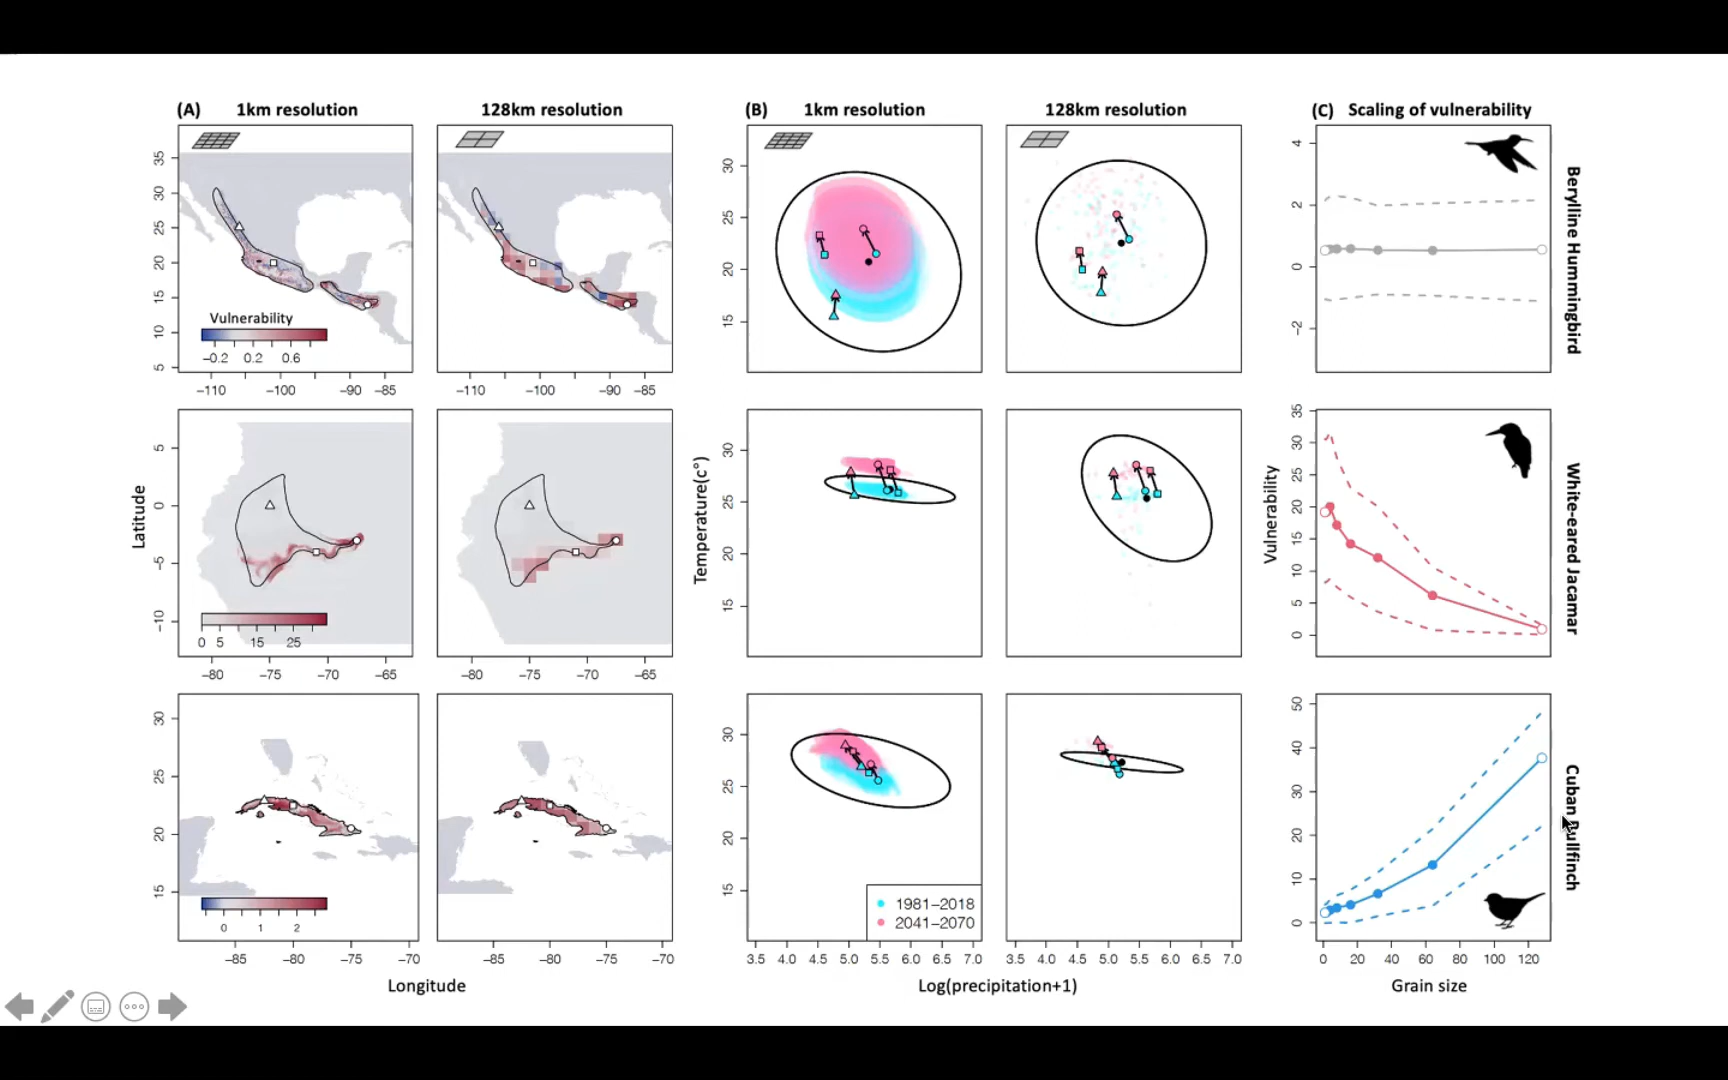 (A) 1km resolution 128km resolution (B) 1km resolution 128km resolution (C) Scaling of vulnerability
35
30
25
20
15
10
5
Vulnerability
−0.2 0.2 0.6
−110 −100 −90 −85
−110 −100 −90 −85
30
25
20
15
4
2
0
−2
Berylline Hummingbird
Latitude
5
0
−5
−10
0 5 15 25
−80 −75 −70 −65
−80 −75 −70 −65
Temperature(c°)
30
25
20
15
Vulnerability
35
30
25
20
15
10
5
0
White-eared Jacamar
30
25
20
15
0 1 2
−85 −80 −75 −70
−85 −80 −75 −70
Longitude
30
25
20
15
1981−2018
2041−2070
3.5 4.0 4.5 5.0 5.5 6.0 6.5 7.0
3.5 4.0 4.5 5.0 5.5 6.0 6.5 7.0
Log(precipitation+1)
50
40
30
20
10
0
0 20 40 60 80 100 120
Grain size
Cuban Bullfinch